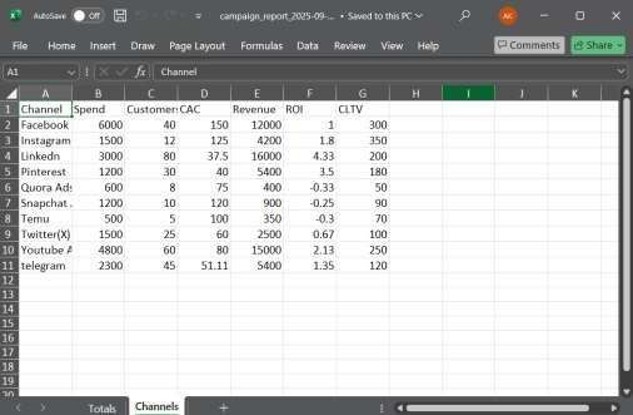 AutoSave Off campaign_report_2025-09-... • Saved to this PC AK
File Home Insert Draw Page Layout Formulas Data Review View Help Comments Share
A1 fx Channel
A B C D E F G H I J K
1 Channel Spend Customer: CAC Revenue ROI CLTV
2 Facebook 6000 40 150 12000 1 300
3 Instagram 1500 12 125 4200 1.8 350
4 Linkedn 3000 80 37.5 16000 4.33 200
5 Pinterest 1200 30 40 5400 3.5 180
6 Quora Ads 600 8 75 400 -0.33 50
7 Snapchat 1200 10 120 900 -0.25 90
8 Temu 500 5 100 350 -0.3 70
9 Twitter(X) 1500 25 60 2500 0.67 100
10 Youtube A 4800 60 80 15000 2.13 250
11 telegram 2300 45 51.11 5400 1.35 120
12
13
14
15
16
17
18
19
20
Totals Channels +